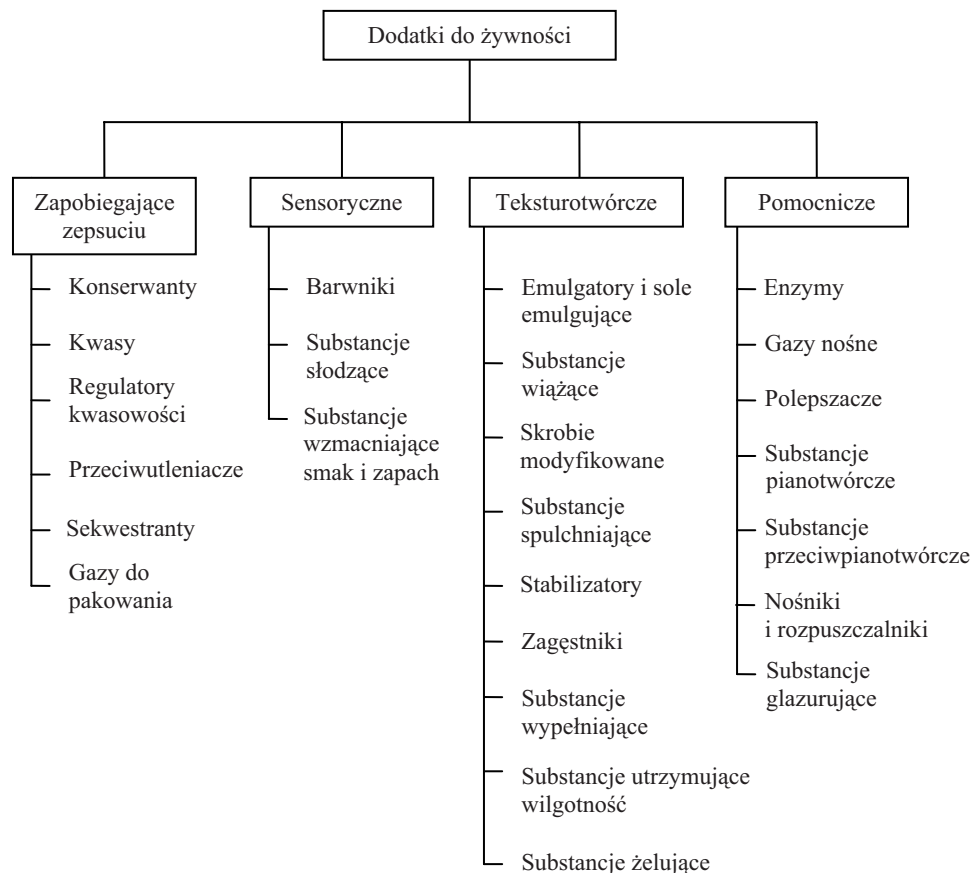 Dodatki do żywności
Zapobiegające
zepsuciu
Konserwanty
Kwasy
Regulatory
kwasowości
Przeciwutleniacze
Sekwestranty
Gazy do
pakowania
Sensoryczne
Barwniki
Substancje
słodzące
Substancje
wzmacniające
smak i zapach
Teksturotwórcze
Emulgatory i sole
emulgujące
Substancje
wiążące
Skrobie
modyfikowane
Substancje
spulchniające
Stabilizatory
Zagęstniki
Substancje
wypełniające
Substancje utrzymujące
wilgotność
Substancje żelujące
Pomocnicze
Enzymy
Gazy nośne
Polepszacze
Substancje
pianotwórcze
Substancje
przeciwpianotwórcze
Nośniki
i rozpuszczalniki
Substancje
glazurujące